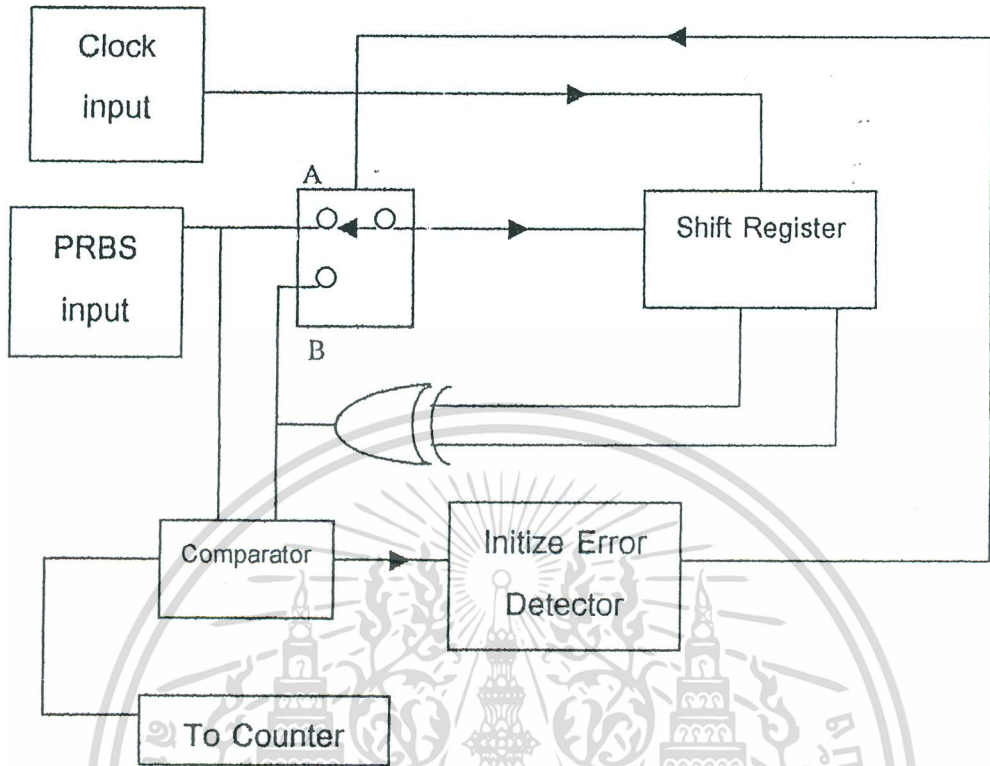 Clock
input
A
PRBS
input
Shift Register
B
Comparator
Initize Error
Detector
To Counter